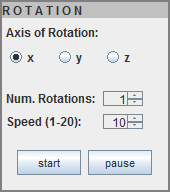 ROTATION
Axis of Rotation:
x y z
Num. Rotations: 1
Speed (1-20): 10
start pause